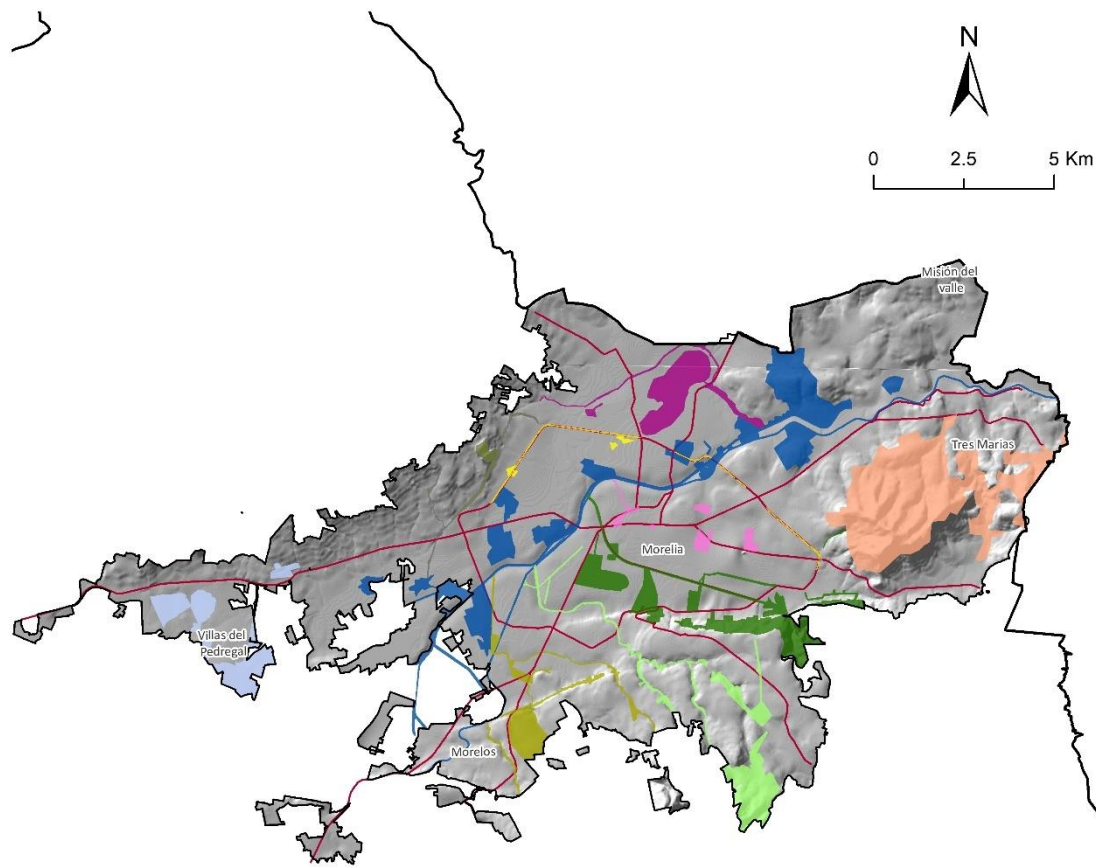 N
0 2.5 5 Km
Misión del
valle
Tres Marias
Morelia
Villas del
Pedregal
Morelos